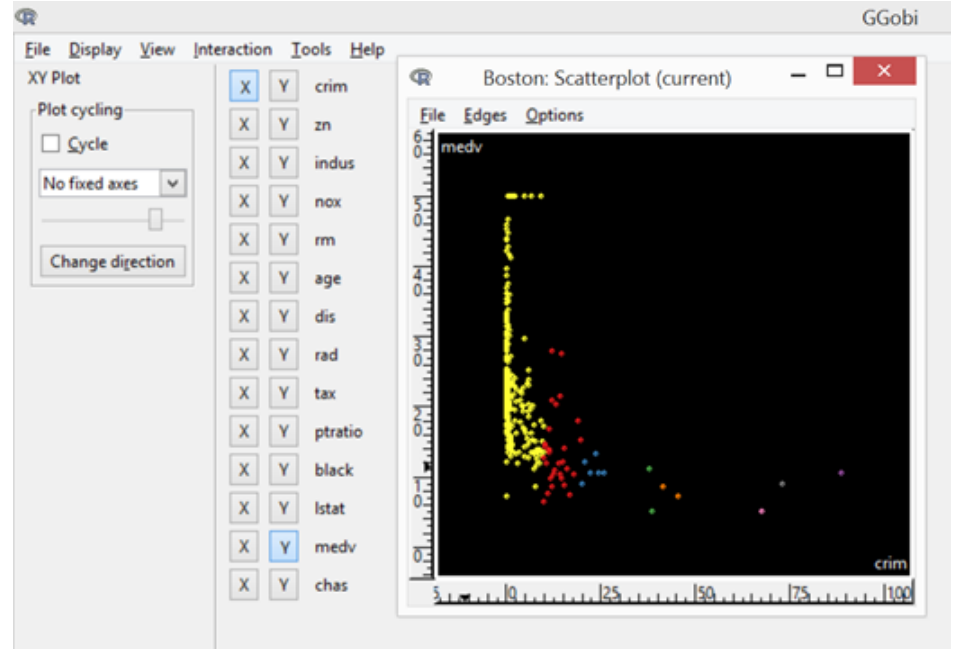 GGobi
File Display View Interaction Tools Help
XY Plot
Plot cycling
Cycle
No fixed axes
Change direction
X Y crim
X Y zn
X Y indus
X Y nox
X Y rm
X Y age
X Y dis
X Y rad
X Y tax
X Y ptratio
X Y black
X Y lstat
X Y medv
X Y chas
Boston: Scatterplot (current)
File Edges Options
medv
crim
0 25 50 75 100